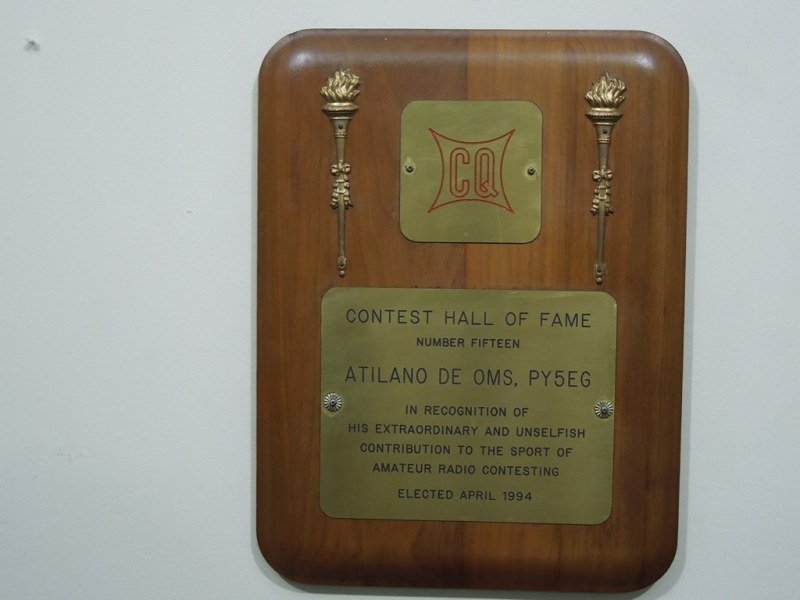 CQ
CONTEST HALL OF FAME
NUMBER FIFTEEN
ATILANO DE OMS, PY5EG
IN RECOGNITION OF
HIS EXTRAORDINARY AND UNSELFISH
CONTRIBUTION TO THE SPORT OF
AMATEUR RADIO CONTESTING
ELECTED APRIL 1994